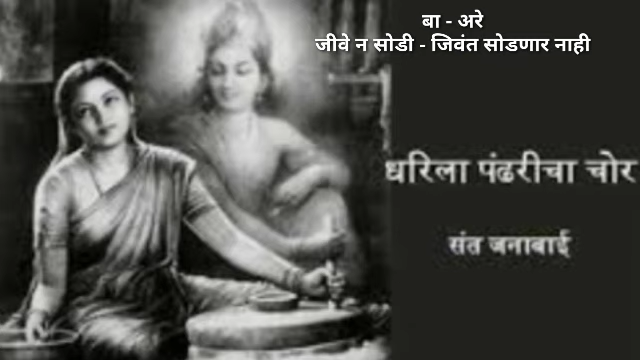 बा - अरे
जीवे न सोडी - जिवंत सोडणार नाही
धरिला पंढरीचा चोर
संत जनाबाई